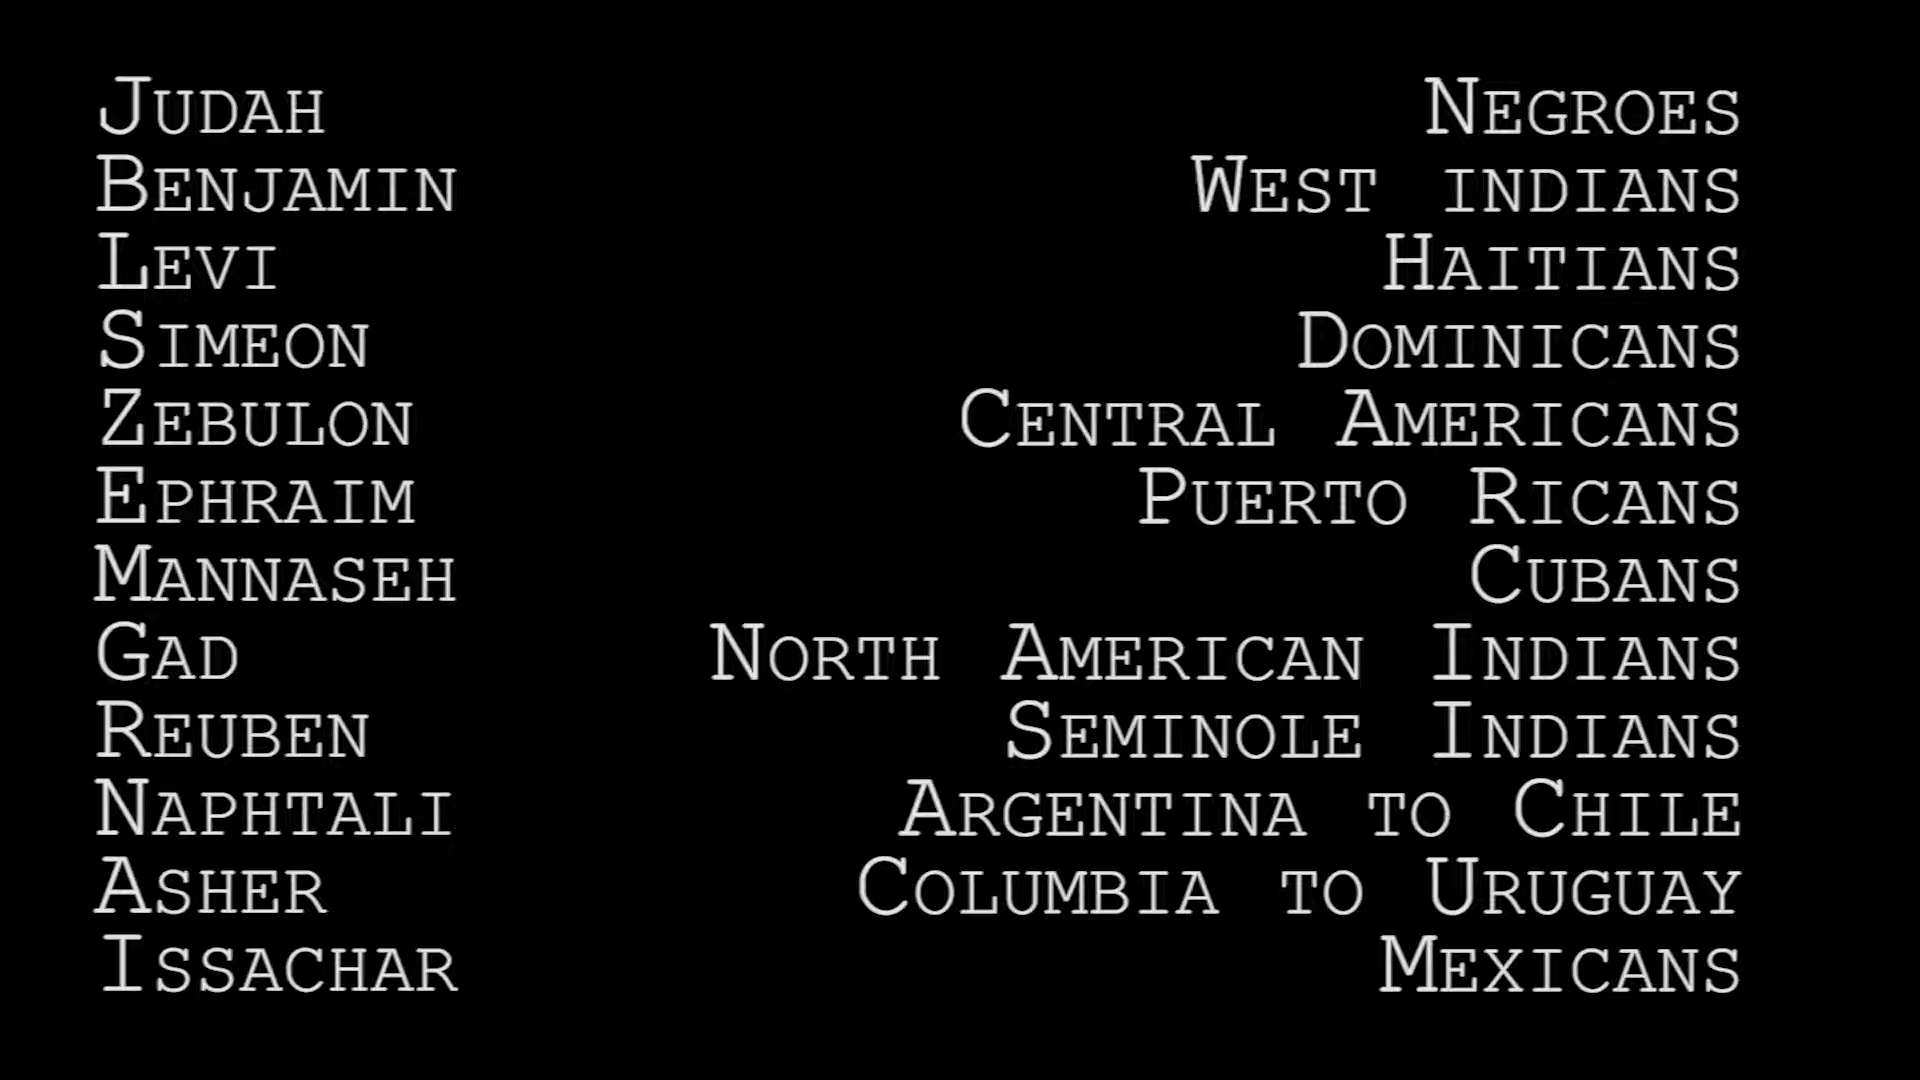 Judah Negroes
Benjamin West indians
Levi Haitians
Simeon Dominicans
Zebulon Central Americans
Ephraim Puerto Ricans
Mannaseh Cubans
Gad North American Indians
Reuben Seminole Indians
Naphtali Argentina to Chile
Asher Columbia to Uruguay
Issachar Mexicans